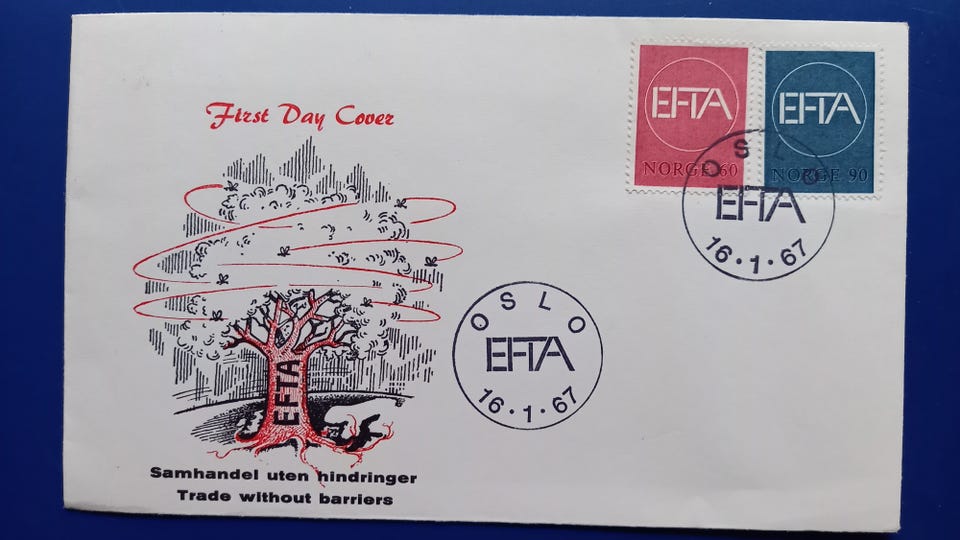 First Day Cover
EFTA
Samhandel uten hindringer
Trade without barriers
EFTA
NORGE 60
EFTA
NORGE 90
OSLO
EFTA
16·1·67
OSLO
EFTA
16·1·67